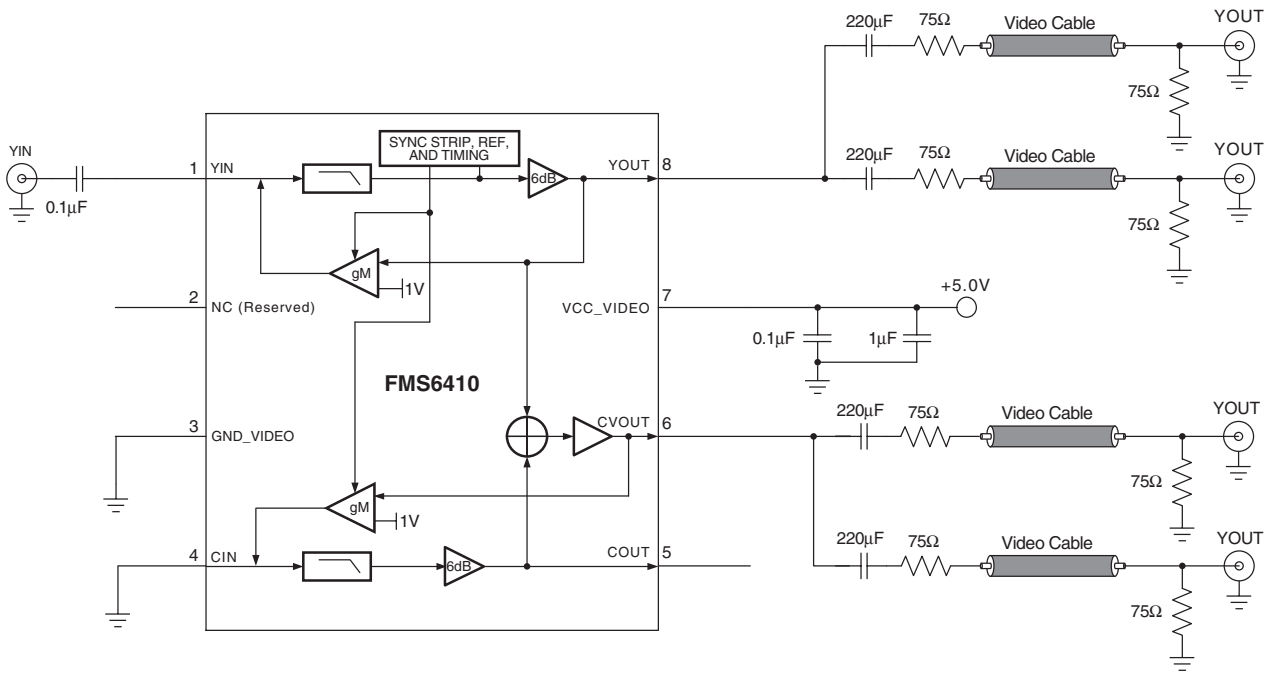 220μF
75Ω
Video Cable
YOUT
75Ω
YIN
0.1μF
1
YIN
SYNC STRIP, REF,
AND TIMING
6dB
YOUT
8
220μF
75Ω
Video Cable
YOUT
75Ω
gM
1V
2
NC (Reserved)
VCC_VIDEO
7
+5.0V
0.1μF
1μF
FMS6410
3
GND_VIDEO
CVOUT
6
220μF
75Ω
Video Cable
YOUT
75Ω
gM
1V
4
CIN
6dB
COUT
5
220μF
75Ω
Video Cable
YOUT
75Ω